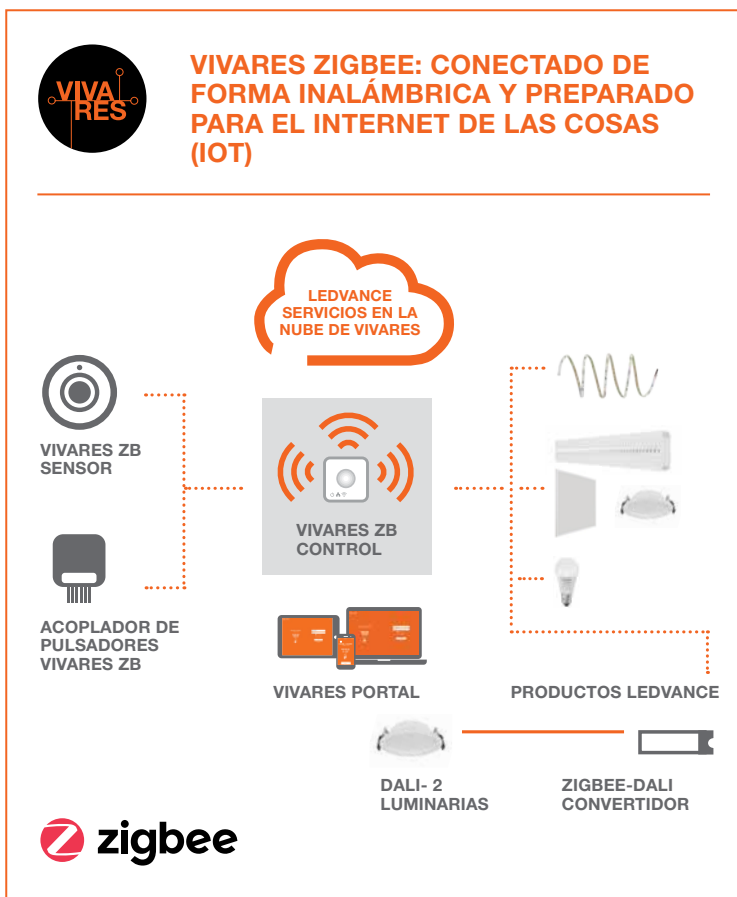 VIVA
RES
VIVARES ZIGBEE: CONECTADO DE
FORMA INALÁMBRICA Y PREPARADO
PARA EL INTERNET DE LAS COSAS
(IOT)
LEDVANCE
SERVICIOS EN LA
NUBE DE VIVARES
VIVARES ZB
SENSOR
VIVARES ZB
CONTROL
ACOPLADOR DE
PULSADORES
VIVARES ZB
VIVARES PORTAL
PRODUCTOS LEDVANCE
DALI- 2
LUMINARIAS
ZIGBEE-DALI
CONVERTIDOR
zigbee